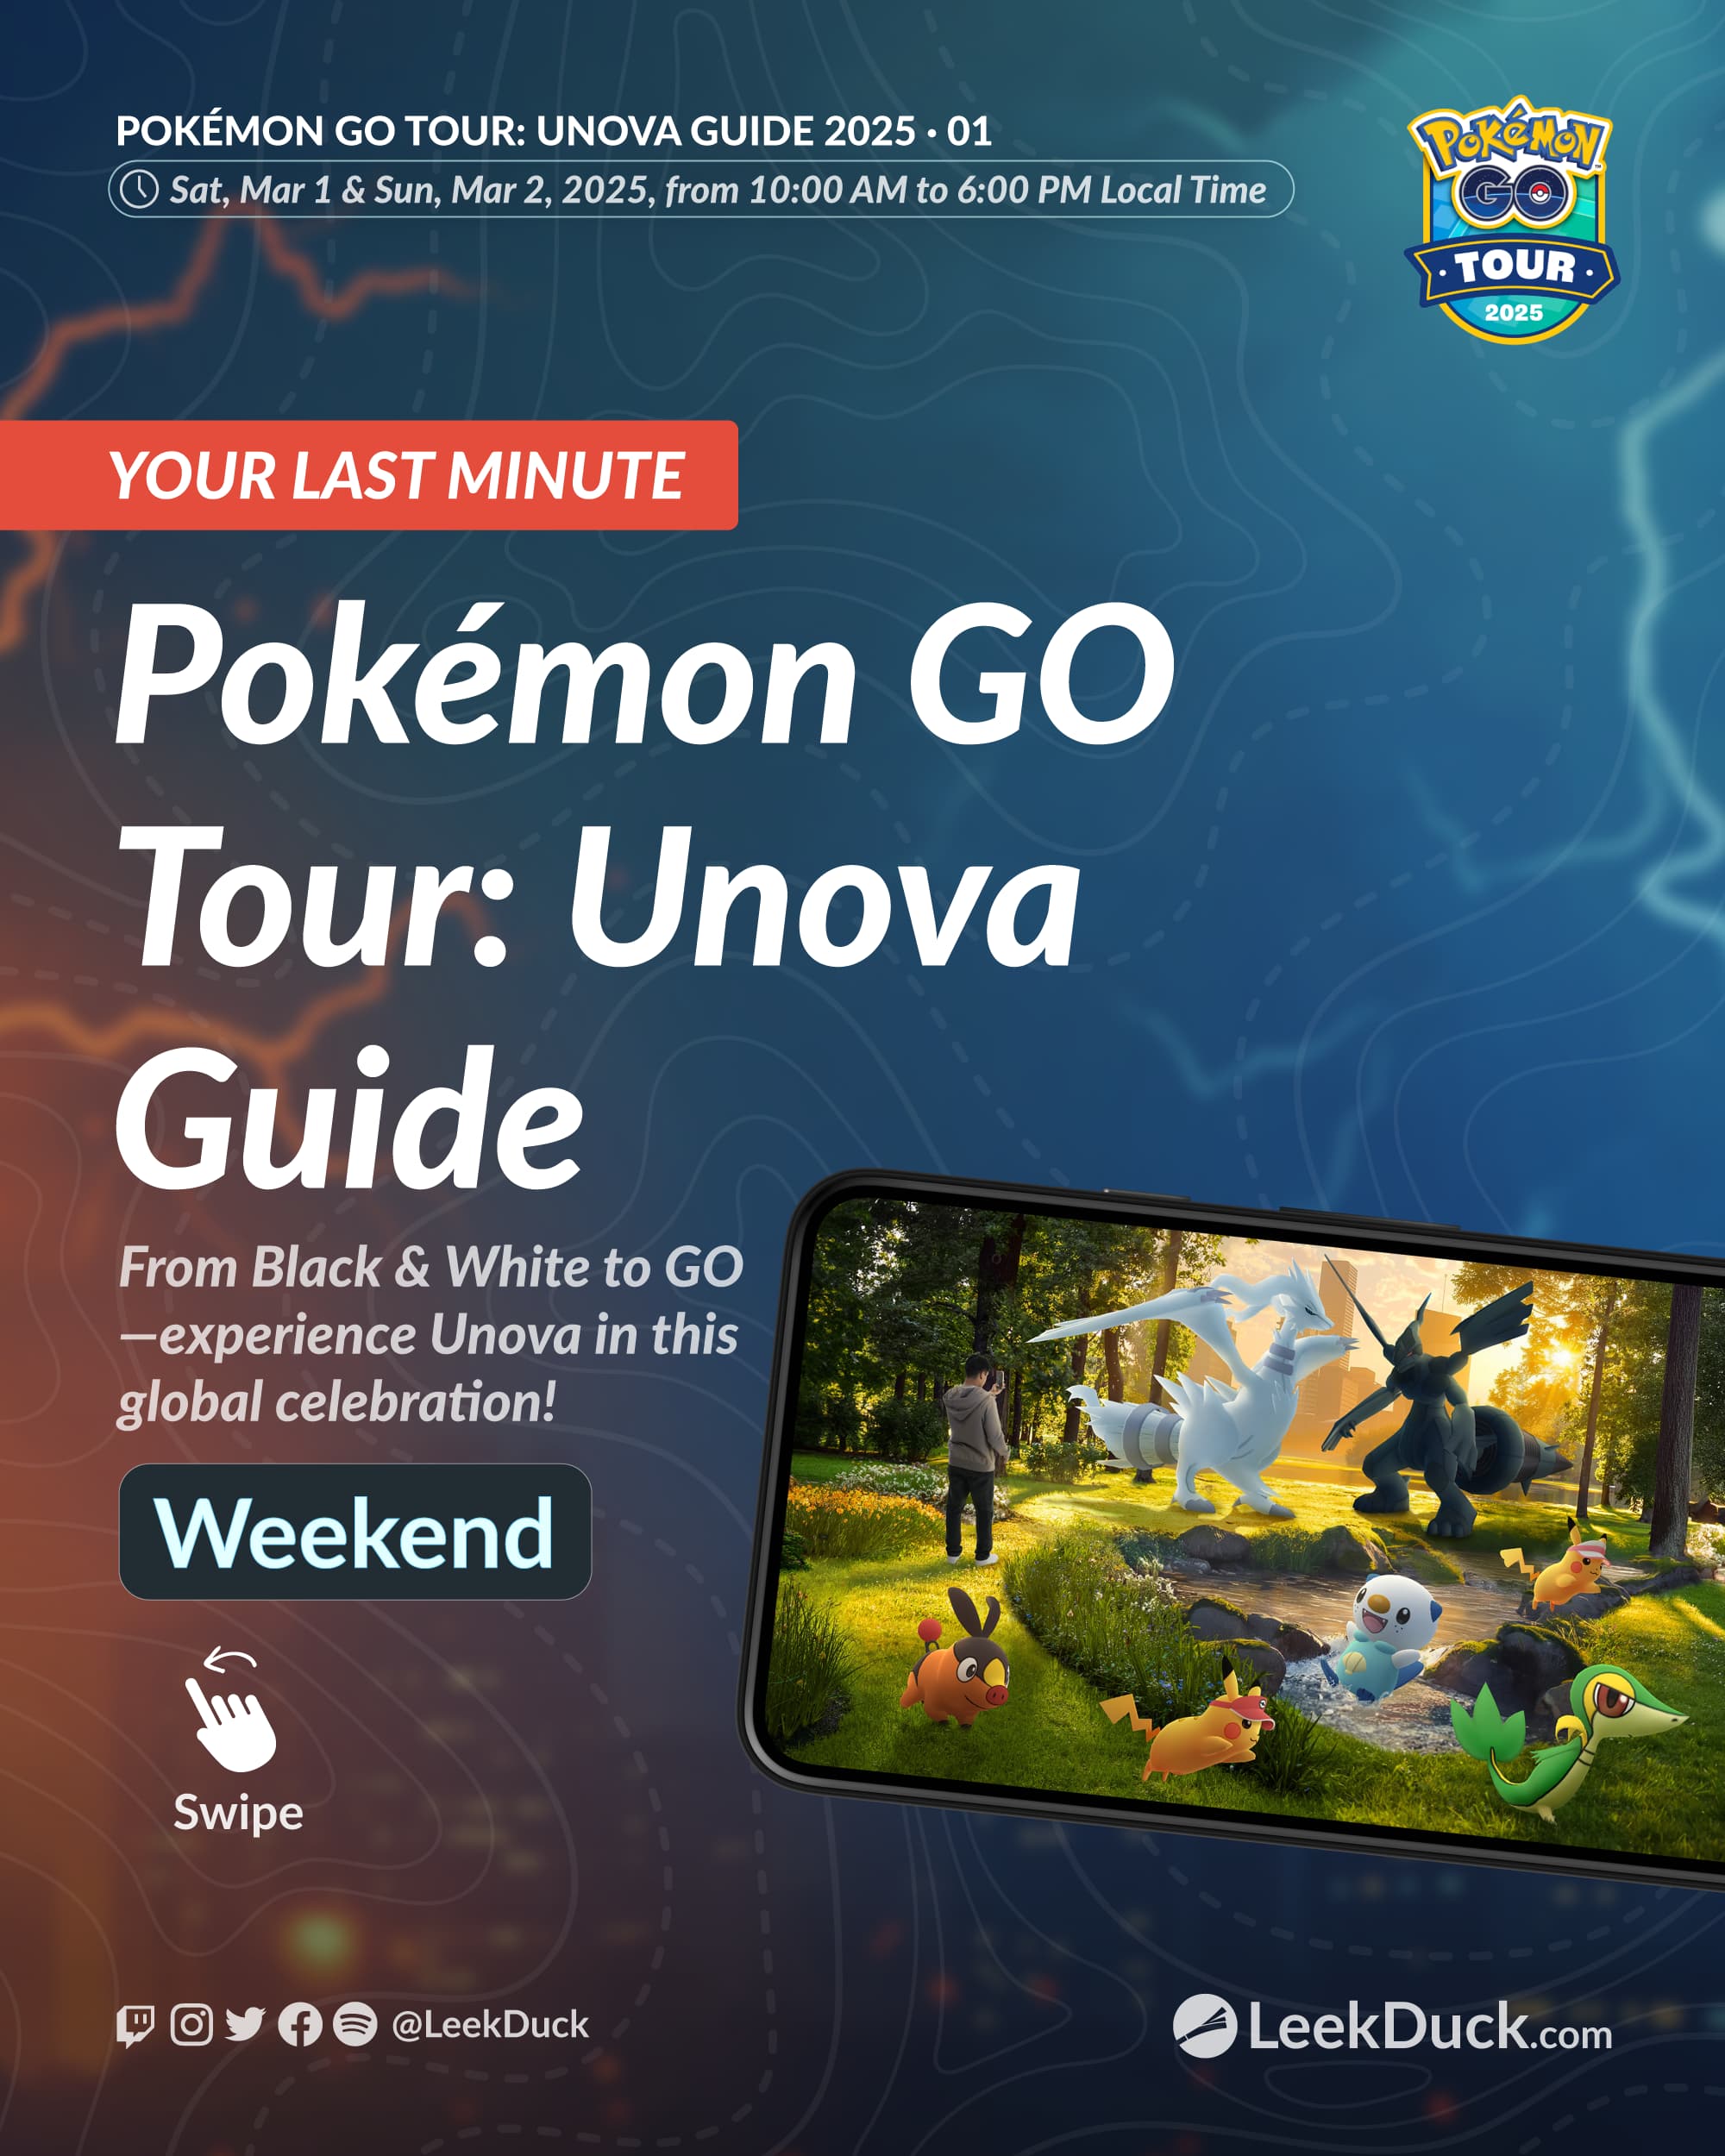 POKÉMON GO TOUR: UNOVA GUIDE 2025 · 01
Sat, Mar 1 & Sun, Mar 2, 2025, from 10:00 AM to 6:00 PM Local Time
Pokémon
GO
TOUR
2025
YOUR LAST MINUTE
Pokémon GO
Tour: Unova
Guide
From Black & White to GO
—experience Unova in this
global celebration!
Weekend
Swipe
@LeekDuck
LeekDuck.com